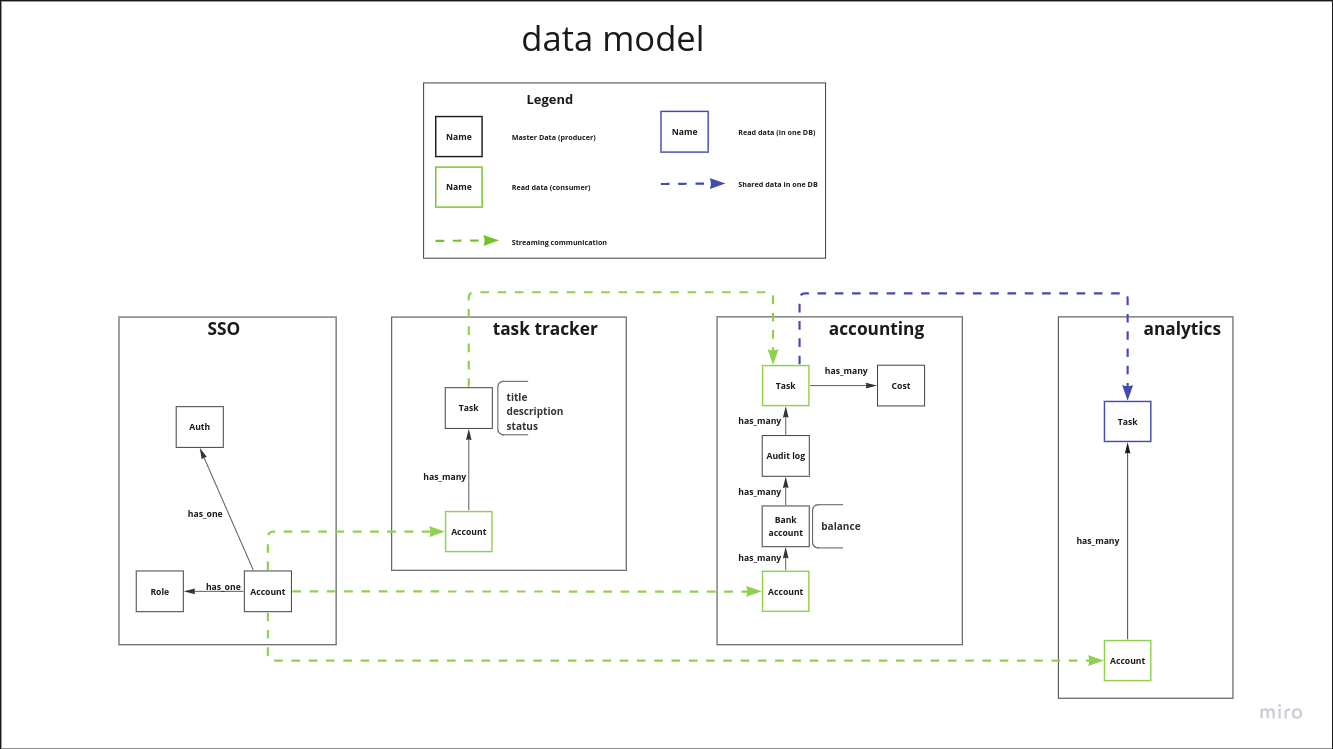 data model
Legend
Name
Master Data (producer)
Name
Read data (in one DB)
Name
Read data (consumer)
Shared data in one DB
Streaming communication
SSO
Auth
has_one
Role
has_one
Account
task tracker
Task
title
description
status
has_many
Account
accounting
Task
has_many
Cost
has_many
Audit log
has_many
Bank
account
balance
has_many
Account
analytics
Task
has_many
Account
miro